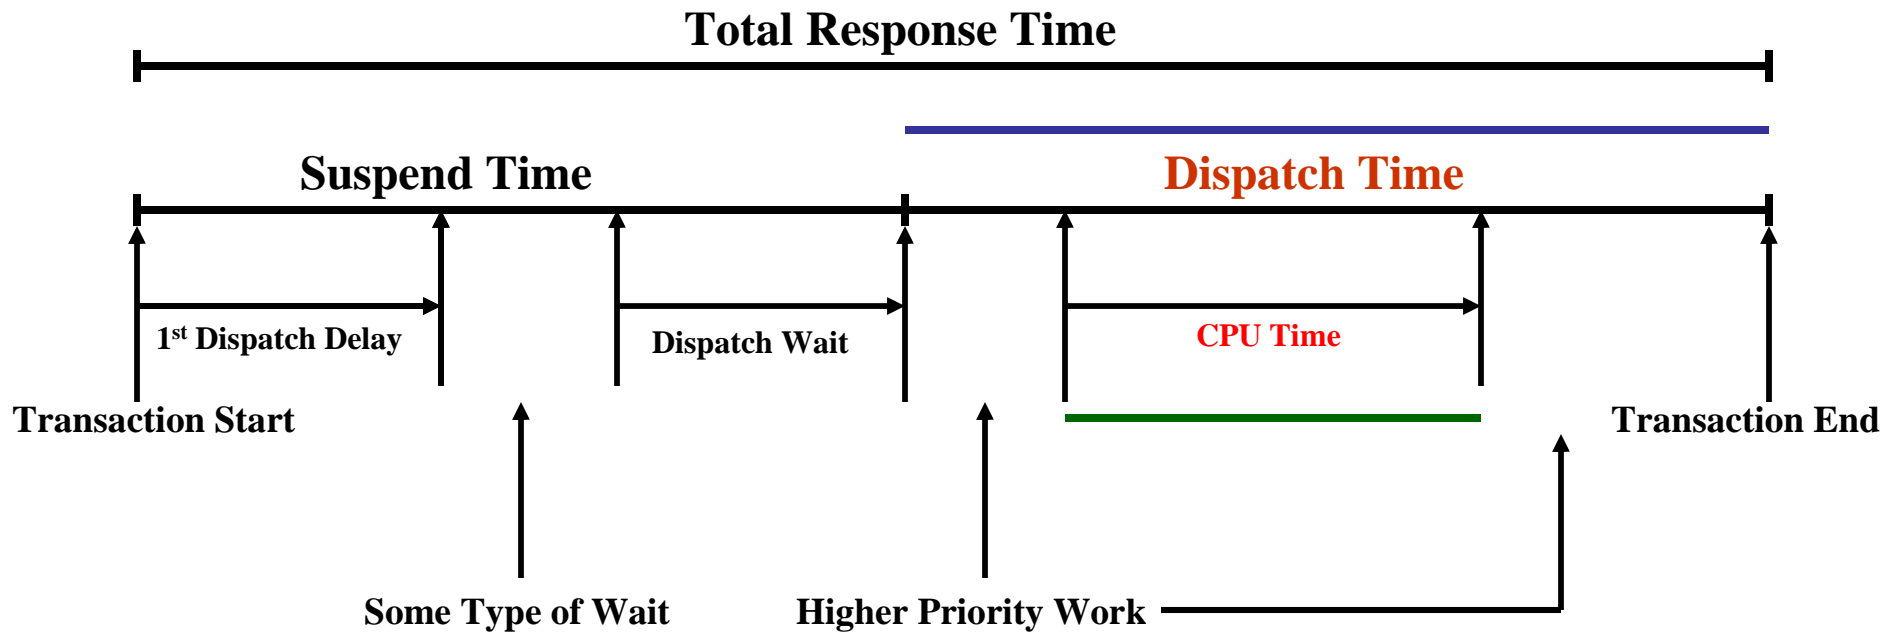 Total Response Time
Suspend Time
Dispatch Time
1st Dispatch Delay
Dispatch Wait
CPU Time
Transaction Start
Transaction End
Some Type of Wait
Higher Priority Work